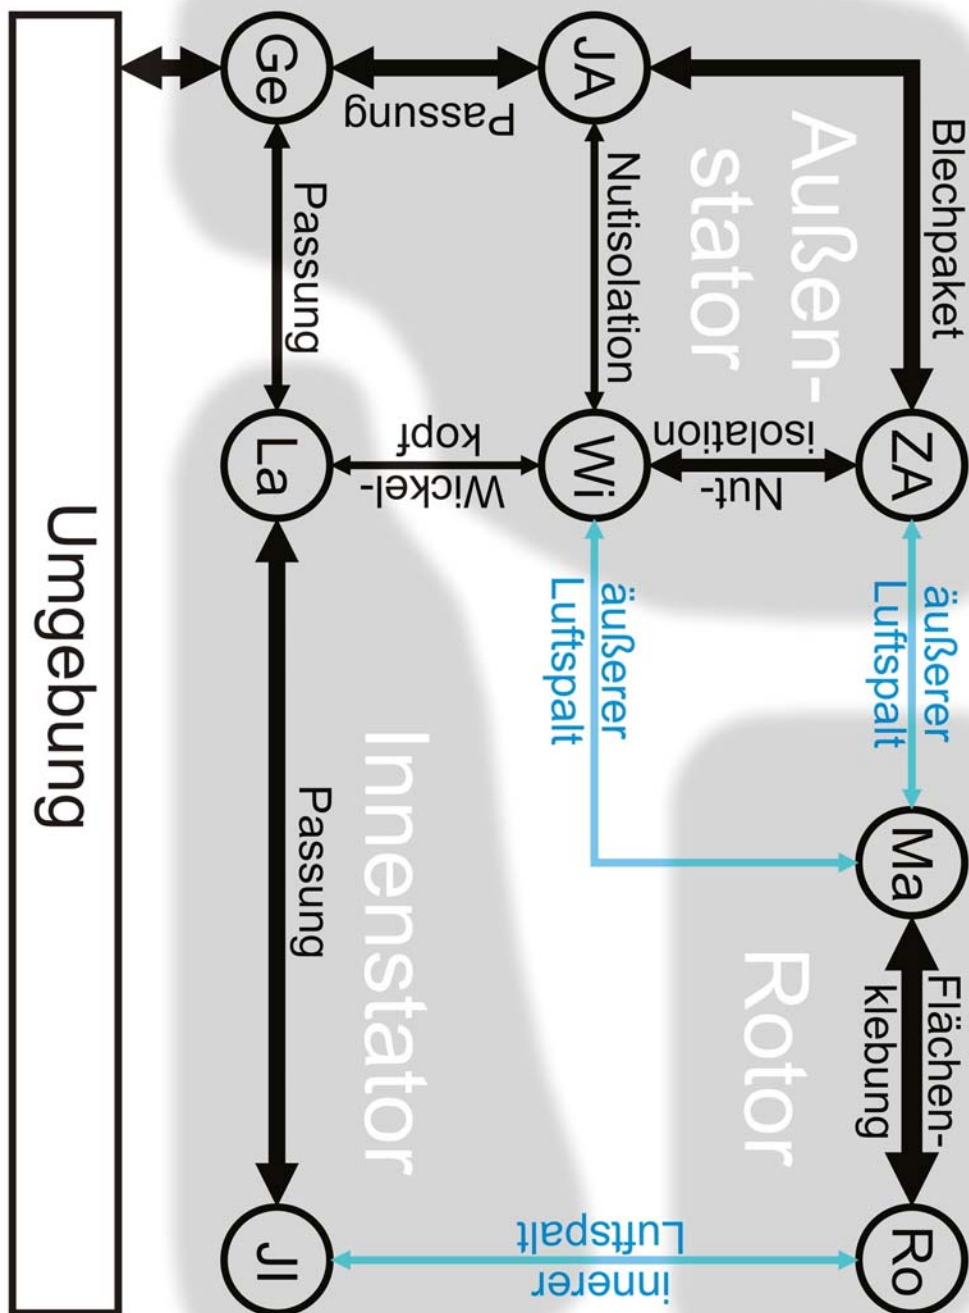 Blechpaket
ZA
äußerer
Luftspalt
Ma
Flächen-
klebung
Ro
Außen-
stator
Nut-
isolation
Rotor
JA
Nutisolation
Wi
äußerer
Luftspalt
innerer
Luftspalt
Passung
Wickel-
kopf
Innenstator
Ge
Passung
La
Passung
JI
Umgebung